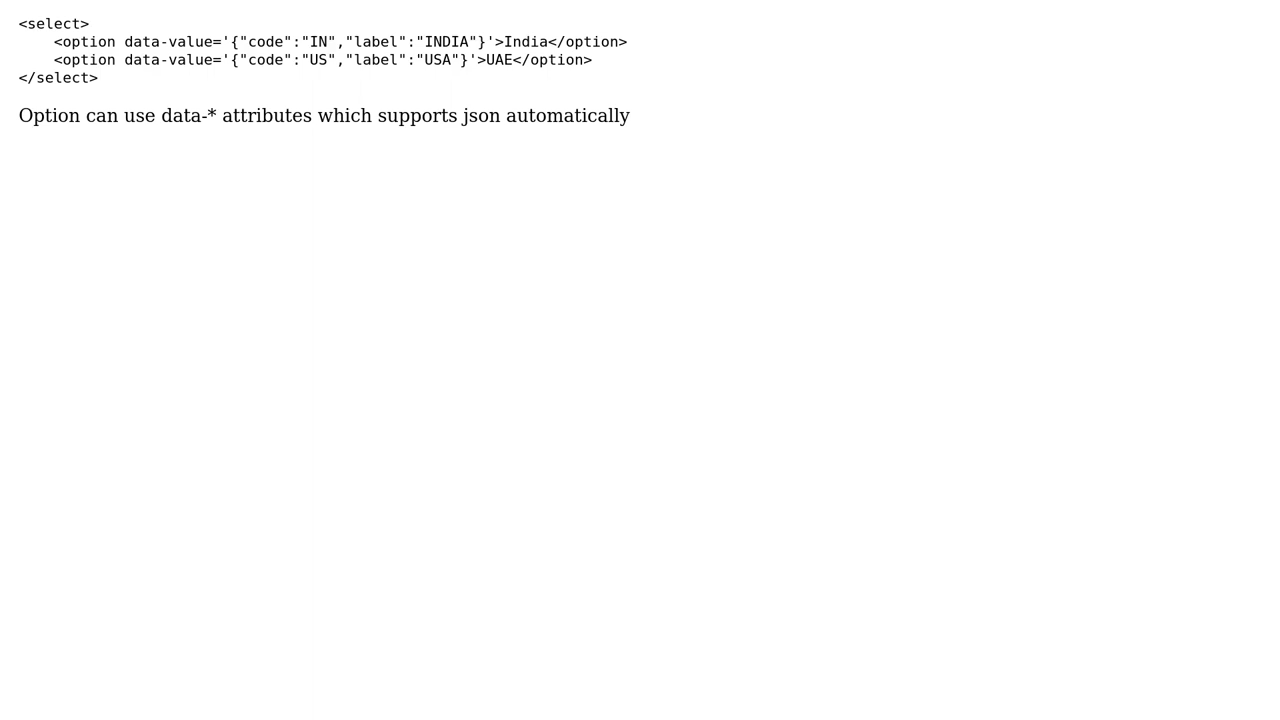 <select>
    <option data-value='{"code":"IN","label":"INDIA"}'>India</option>
    <option data-value='{"code":"US","label":"USA"}'>UAE</option>
</select>
Option can use data-* attributes which supports json automatically